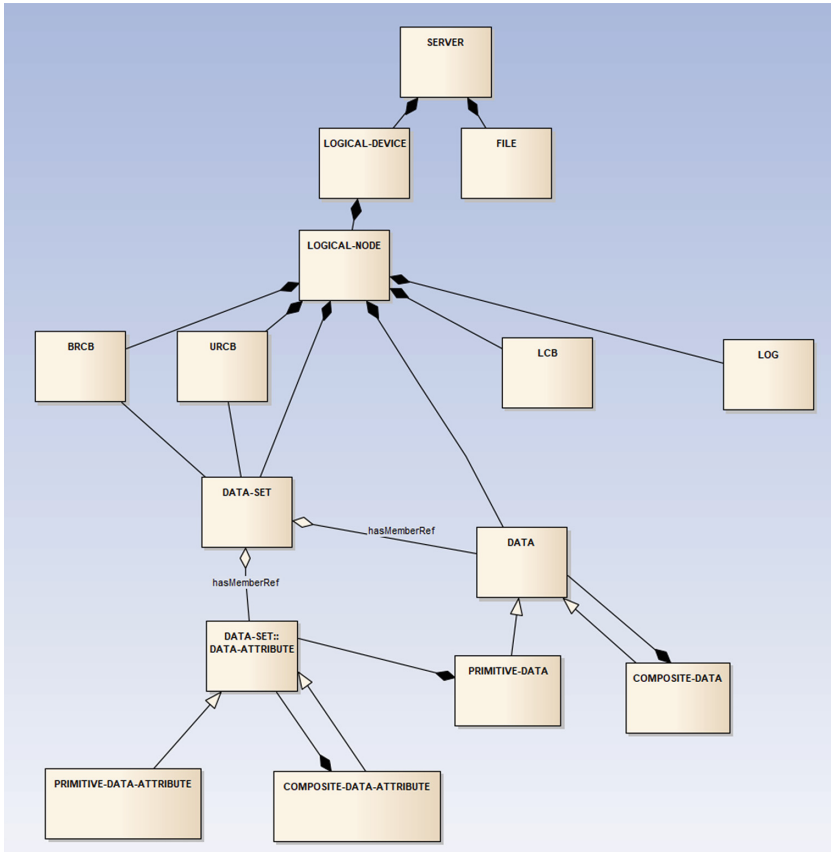 SERVER
LOGICAL-DEVICE
FILE
LOGICAL-NODE
BRCB
URCB
LCB
LOG
DATA-SET
hasMemberRef
DATA
hasMemberRef
DATA-SET::
DATA-ATTRIBUTE
PRIMITIVE-DATA
COMPOSITE-DATA
PRIMITIVE-DATA-ATTRIBUTE
COMPOSITE-DATA-ATTRIBUTE